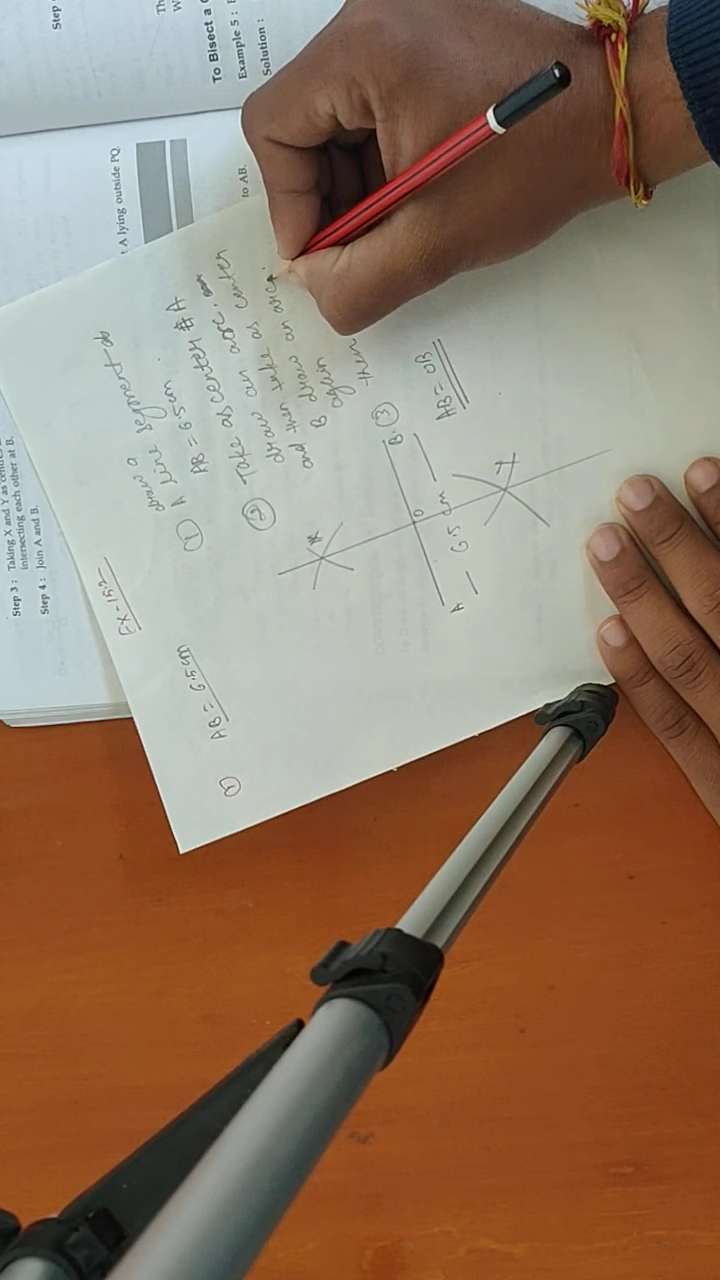 Step
Th
W
To Bisect a
Example 5 :
Solution :
A lying outside PQ.
to AB.
Step 3 : Taking X and Y as centres
intersecting each other at B.
Step 4 : Join A and B.
EX-15.2
① AB = 6.5cm
draw a
① A line segment
AB = 6.5cm.
② Take as center A
draw an arc.
and then take as center
B draw an arc.
again
then
③
X
A
O
B
6.5 cm
Y
AB = OB